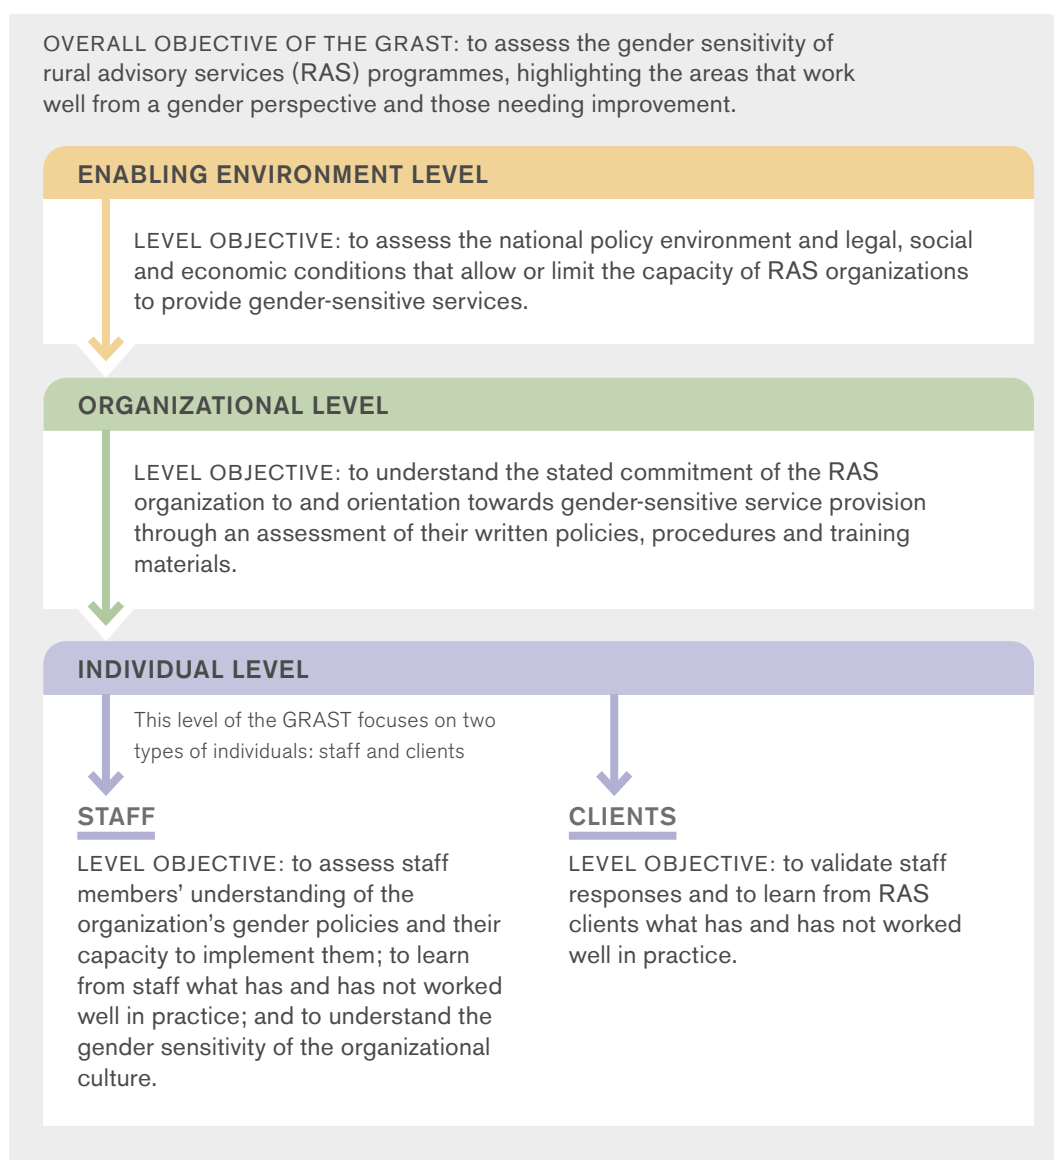 OVERALL OBJECTIVE OF THE GRAST: to assess the gender sensitivity of
rural advisory services (RAS) programmes, highlighting the areas that work
well from a gender perspective and those needing improvement.
ENABLING ENVIRONMENT LEVEL
LEVEL OBJECTIVE: to assess the national policy environment and legal, social
and economic conditions that allow or limit the capacity of RAS organizations
to provide gender-sensitive services.
ORGANIZATIONAL LEVEL
LEVEL OBJECTIVE: to understand the stated commitment of the RAS
organization to and orientation towards gender-sensitive service provision
through an assessment of their written policies, procedures and training
materials.
INDIVIDUAL LEVEL
This level of the GRAST focuses on two
types of individuals: staff and clients
STAFF
LEVEL OBJECTIVE: to assess staff
members’ understanding of the
organization’s gender policies and their
capacity to implement them; to learn
from staff what has and has not worked
well in practice; and to understand the
gender sensitivity of the organizational
culture.
CLIENTS
LEVEL OBJECTIVE: to validate staff
responses and to learn from RAS
clients what has and has not worked
well in practice.